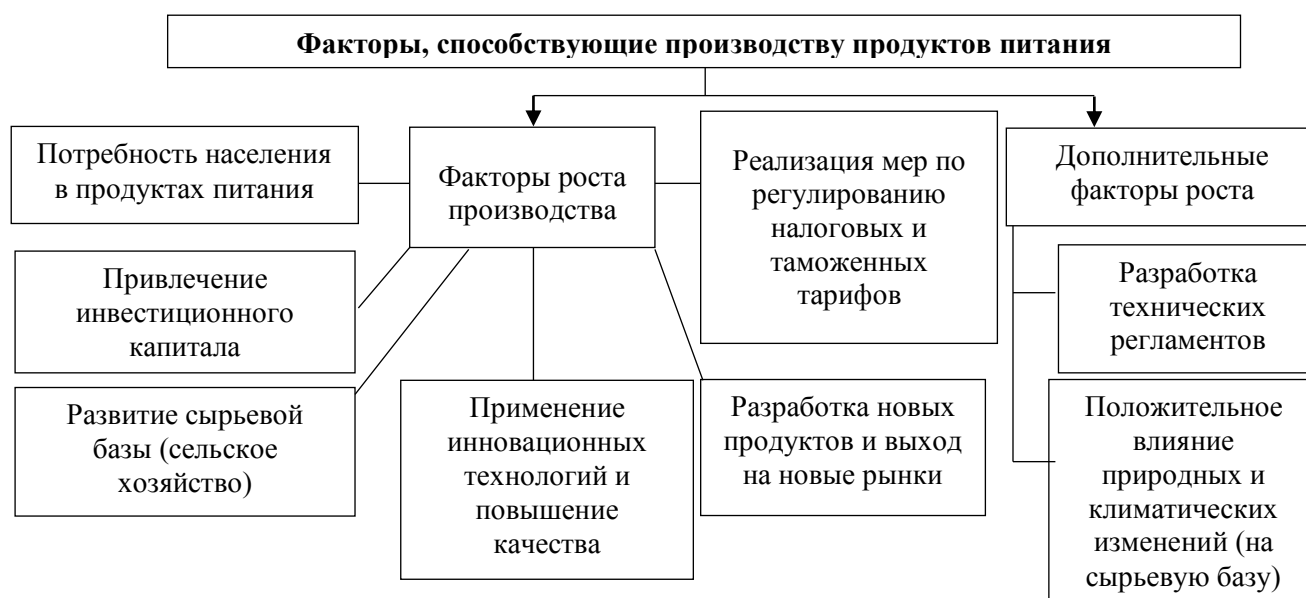 Факторы, способствующие производству продуктов питания
Потребность населения
в продуктах питания
Факторы роста
производства
Реализация мер по
регулированию
налоговых и
таможенных
тарифов
Дополнительные
факторы роста
Привлечение
инвестиционного
капитала
Разработка
технических
регламентов
Развитие сырьевой
базы (сельское
хозяйство)
Применение
инновационных
технологий и
повышение
качества
Разработка новых
продуктов и выход
на новые рынки
Положительное
влияние
природных и
климатических
изменений (на
сырьевую базу)